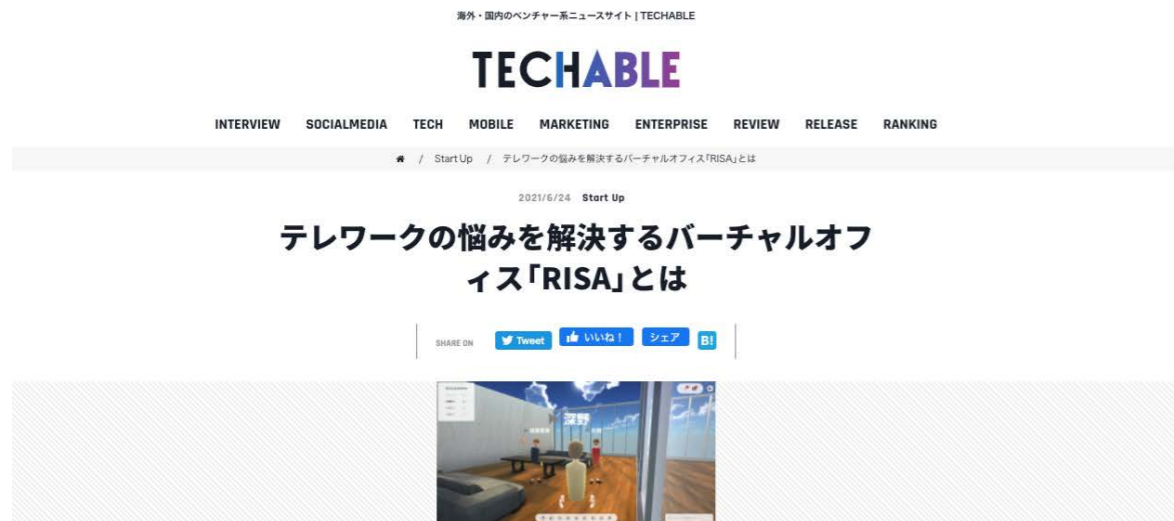 海外・国内のベンチャー系ニュースサイト | TECHABLE
TECHABLE
INTERVIEW SOCIALMEDIA TECH MOBILE MARKETING ENTERPRISE REVIEW RELEASE RANKING
/ Start Up / テレワークの悩みを解決するバーチャルオフィス「RISA」とは
2021/6/24 Start Up
テレワークの悩みを解決するバーチャルオフ
ィス「RISA」とは
SHARE ON Tweet いいね！ シェア B!
深野